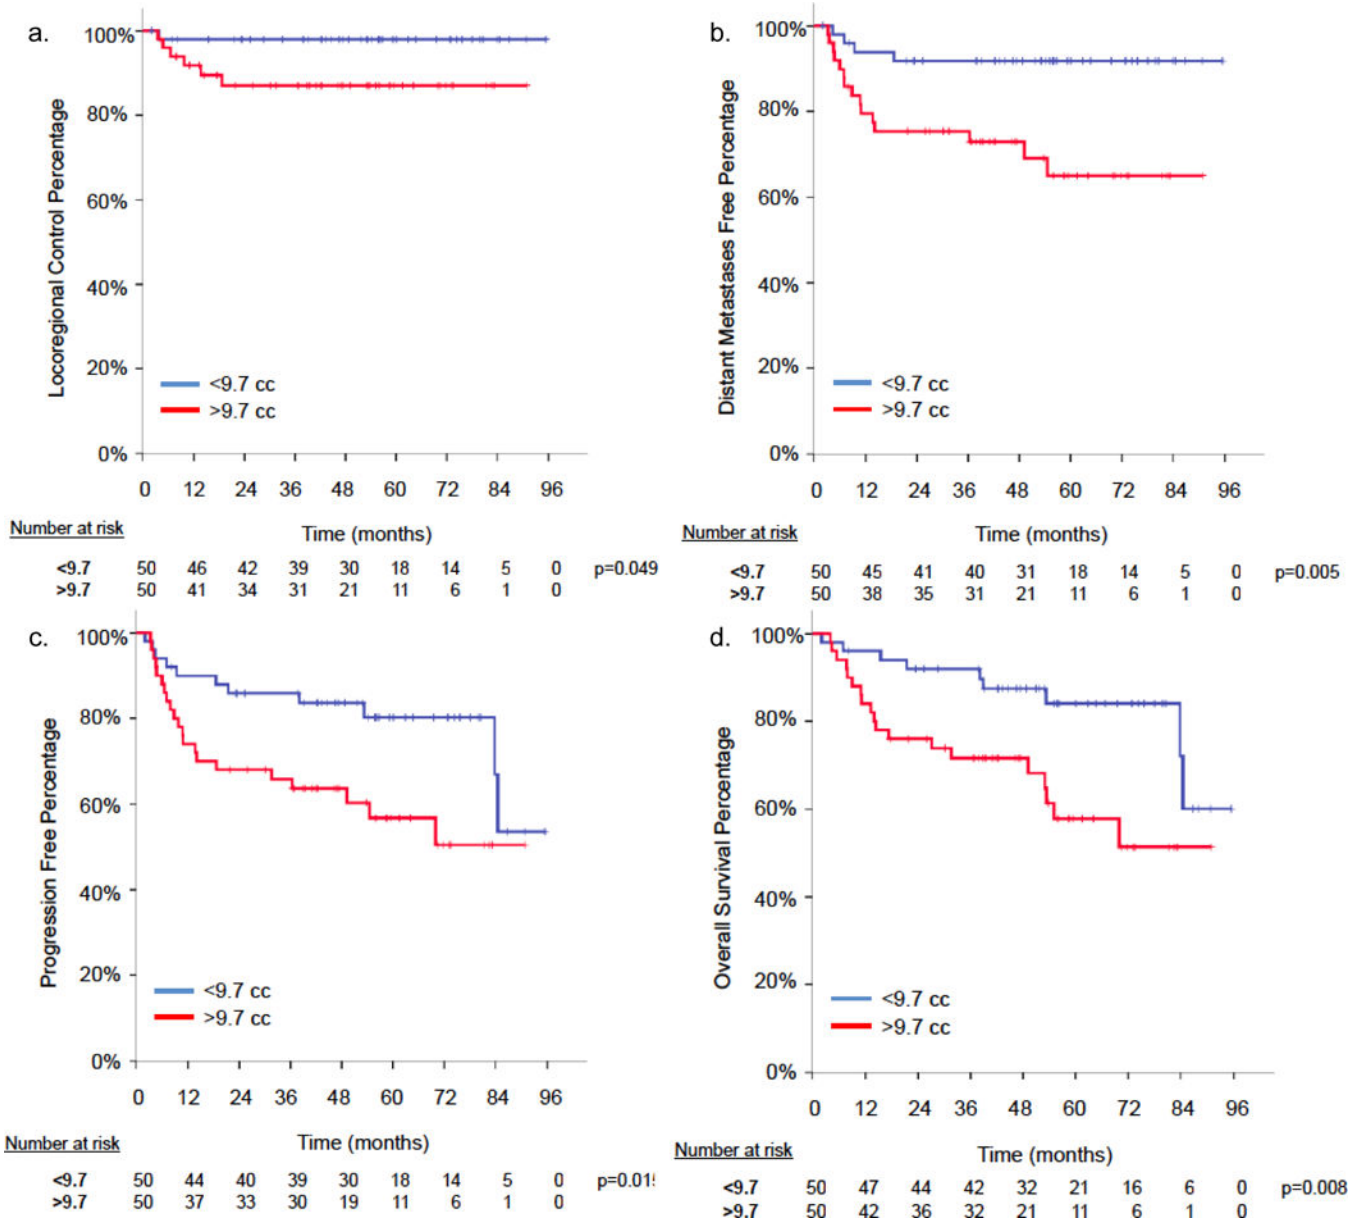 a.
Locoregional Control Percentage
100%
80%
60%
40%
20%
0%
<9.7 cc
>9.7 cc
0 12 24 36 48 60 72 84 96
Number at risk
Time (months)
<9.7 50 46 42 39 30 18 14 5 0 p=0.049
>9.7 50 41 34 31 21 11 6 1 0
b.
Distant Metastases Free Percentage
100%
80%
60%
40%
20%
0%
<9.7 cc
>9.7 cc
0 12 24 36 48 60 72 84 96
Number at risk
Time (months)
<9.7 50 45 41 40 31 18 14 5 0 p=0.005
>9.7 50 38 35 31 21 11 6 1 0
c.
Progression Free Percentage
100%
80%
60%
40%
20%
0%
<9.7 cc
>9.7 cc
0 12 24 36 48 60 72 84 96
Number at risk
Time (months)
<9.7 50 44 40 39 30 18 14 5 0
>9.7 50 37 33 30 19 11 6 1 0
d.
Overall Survival Percentage
100%
80%
60%
40%
20%
0%
<9.7 cc
>9.7 cc
0 12 24 36 48 60 72 84 96
Number at risk
Time (months)
<9.7 50 47 44 42 32 21 16 6 0 p=0.008
>9.7 50 42 36 32 21 11 6 1 0